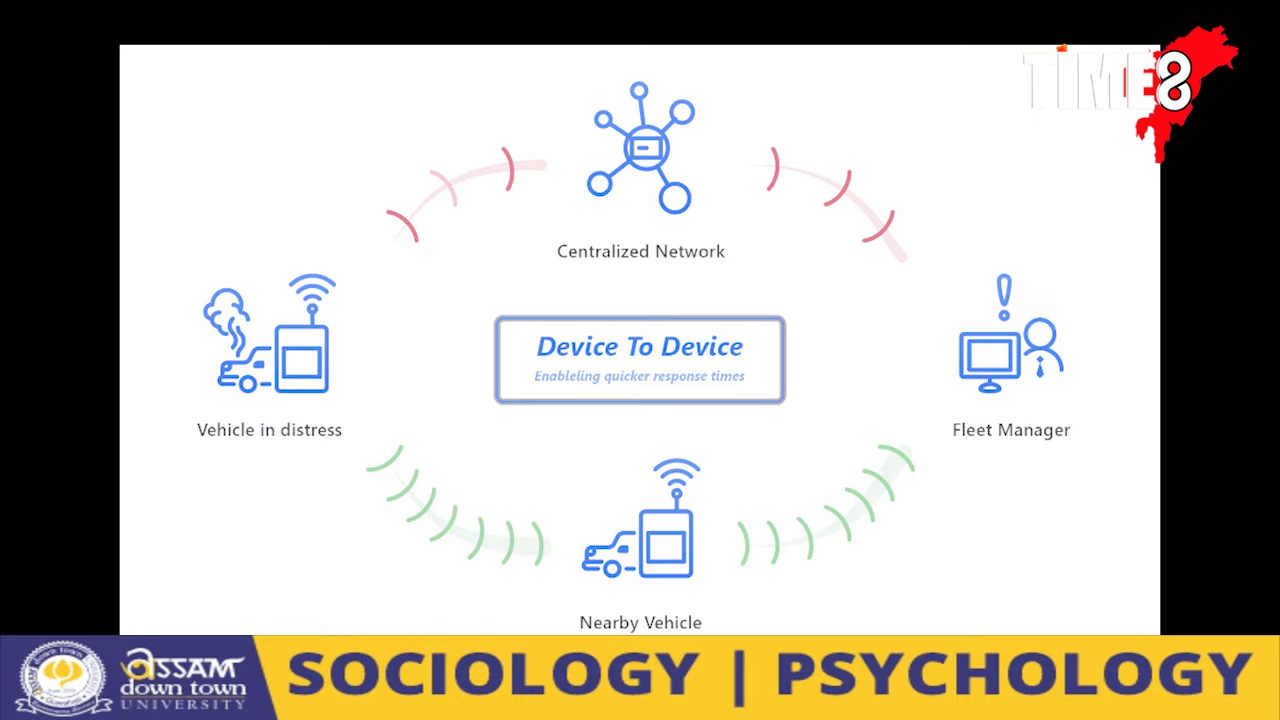 TIME8
Centralized Network
Device To Device
Enableling quicker response times
Vehicle in distress
Fleet Manager
Nearby Vehicle
অসম
down town
UNIVERSITY
SOCIOLOGY | PSYCHOLOGY